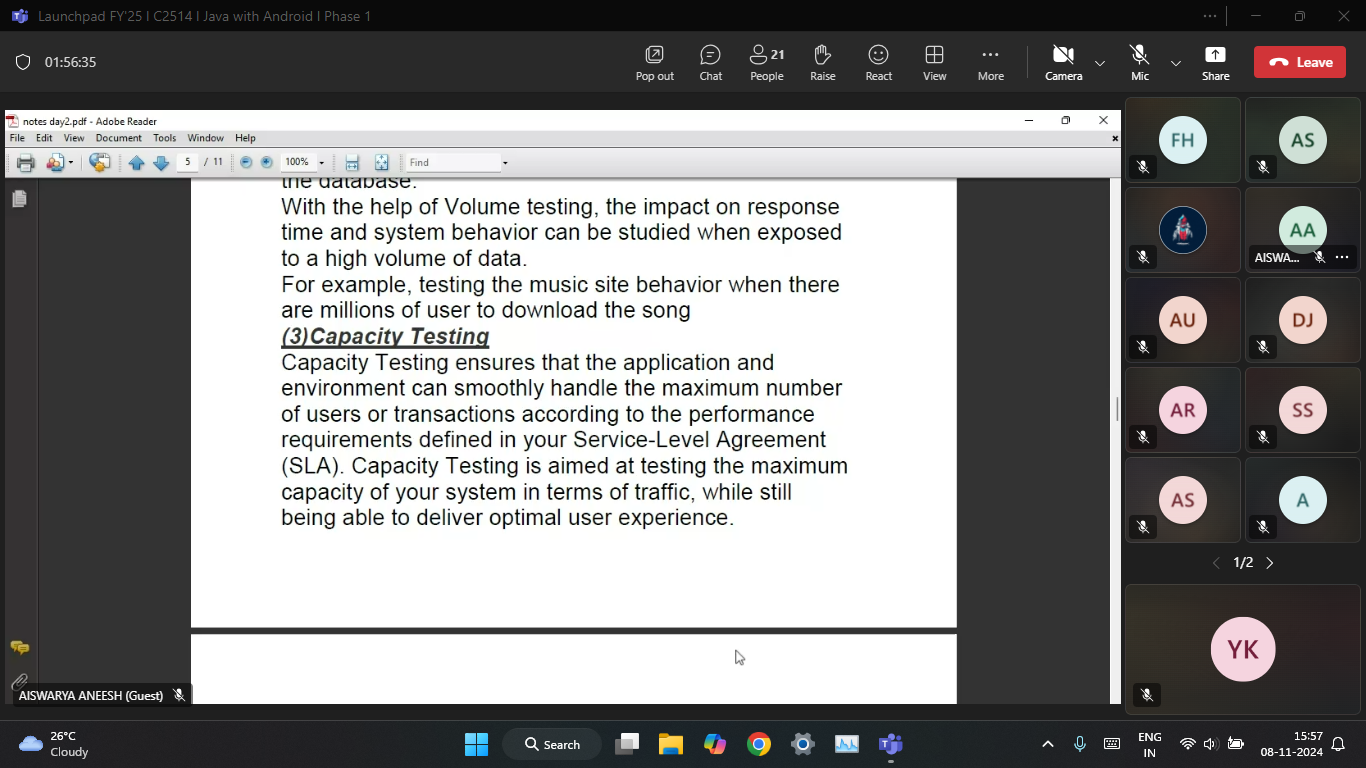 Launchpad FY'25 | C2514 | Java with Android | Phase 1
01:56:35
Pop out
Chat
21
People
Raise
React
View
More
Camera
Mic
Share
Leave
notes day2.pdf - Adobe Reader
File Edit View Document Tools Window Help
5 / 11
100%
Find
the database.
With the help of Volume testing, the impact on response
time and system behavior can be studied when exposed
to a high volume of data.
For example, testing the music site behavior when there
are millions of user to download the song
(3)Capacity Testing
Capacity Testing ensures that the application and
environment can smoothly handle the maximum number
of users or transactions according to the performance
requirements defined in your Service-Level Agreement
(SLA). Capacity Testing is aimed at testing the maximum
capacity of your system in terms of traffic, while still
being able to deliver optimal user experience.
AISWARYA ANEESH (Guest)
FH
AS
AA
AISWA...
AU
DJ
AR
SS
AS
A
1/2
YK
26°C
Cloudy
Search
ENG
IN
15:57
08-11-2024